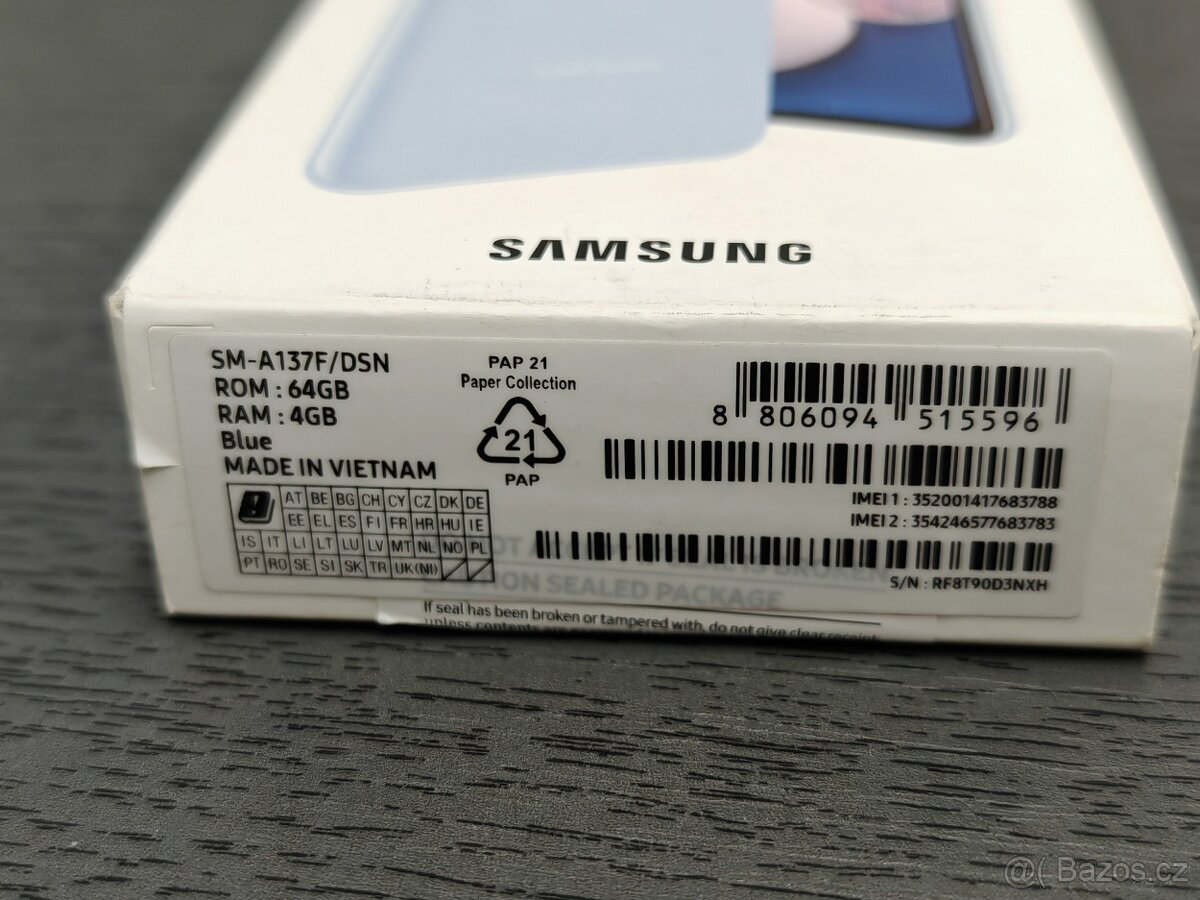 SAMSUNG
SM-A137F/DSN
ROM : 64GB
RAM : 4GB
Blue
MADE IN VIETNAM
AT BE BG CH CY CZ DK DE
EE EL ES FI FR HR HU IE
IS IT LI LT LU LV MT NL NO PL
PT RO SE SI SK TR UK(NI)
PAP 21
Paper Collection
21
PAP
8 806094 515596
IMEI 1 : 352001417683788
IMEI 2 : 354246577683783
S/N : RF8T90D3NXH
BROKEN
SEALED PACKAGE
If seal has been broken or tampered with, do not give clear receipt
unless contents
@( Bazos.cz